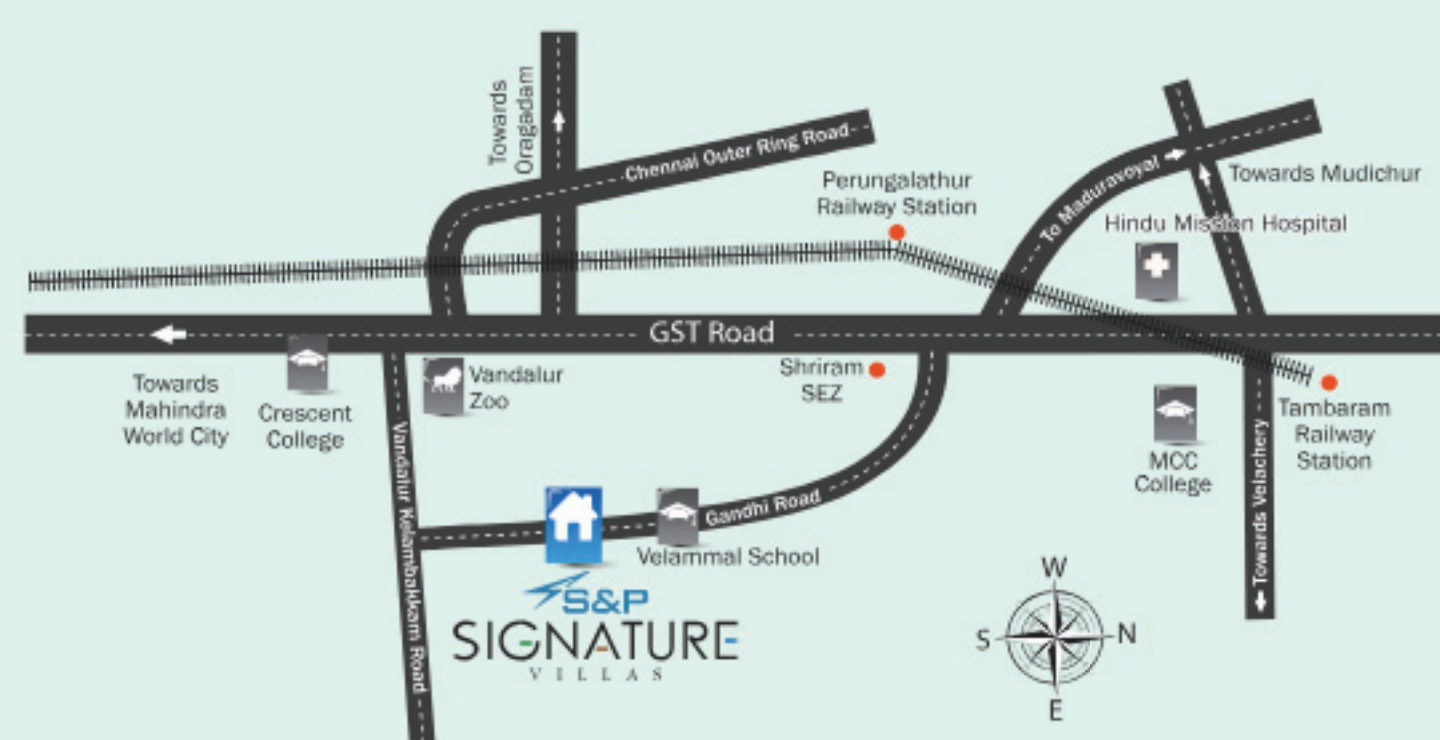 Towards
Oragadam
Chennai Outer Ring Road
Perungalathur
Railway Station
To Maduravoyal
Towards Mudichur
Hindu Mission Hospital
GST Road
Towards
Mahindra
World City
Crescent
College
Vandalur
Zoo
Shriram
SEZ
MCC
College
Tambaram
Railway
Station
Vandalur Kelambakkam Road
Towards Velachery
Gandhi Road
Velammal School
S&P
SIGNATURE
VILLAS
W
S
N
E